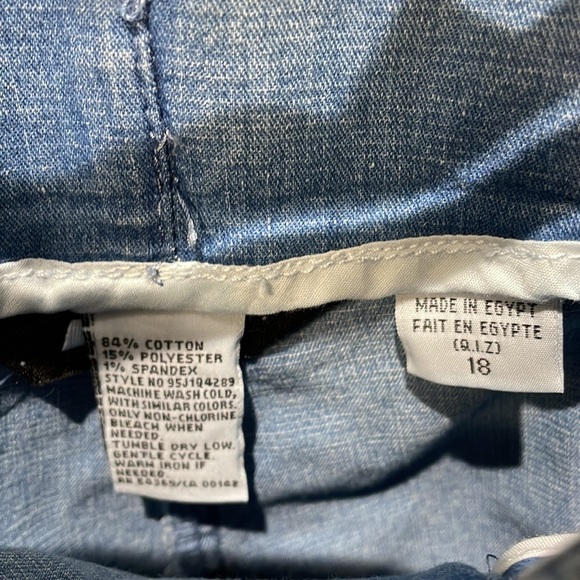 84% COTTON
15% POLYESTER
1% SPANDEX
STYLE NO 95J1Q4289
MACHINE WASH COLD,
WITH SIMILAR COLORS.
ONLY NON-CHLORINE
BLEACH WHEN
NEEDED.
TUMBLE DRY LOW.
GENTLE CYCLE.
WARM IRON IF
NEEDED.
MADE IN EGYPT
FAIT EN EGYPTE
(Q.I.Z)
18